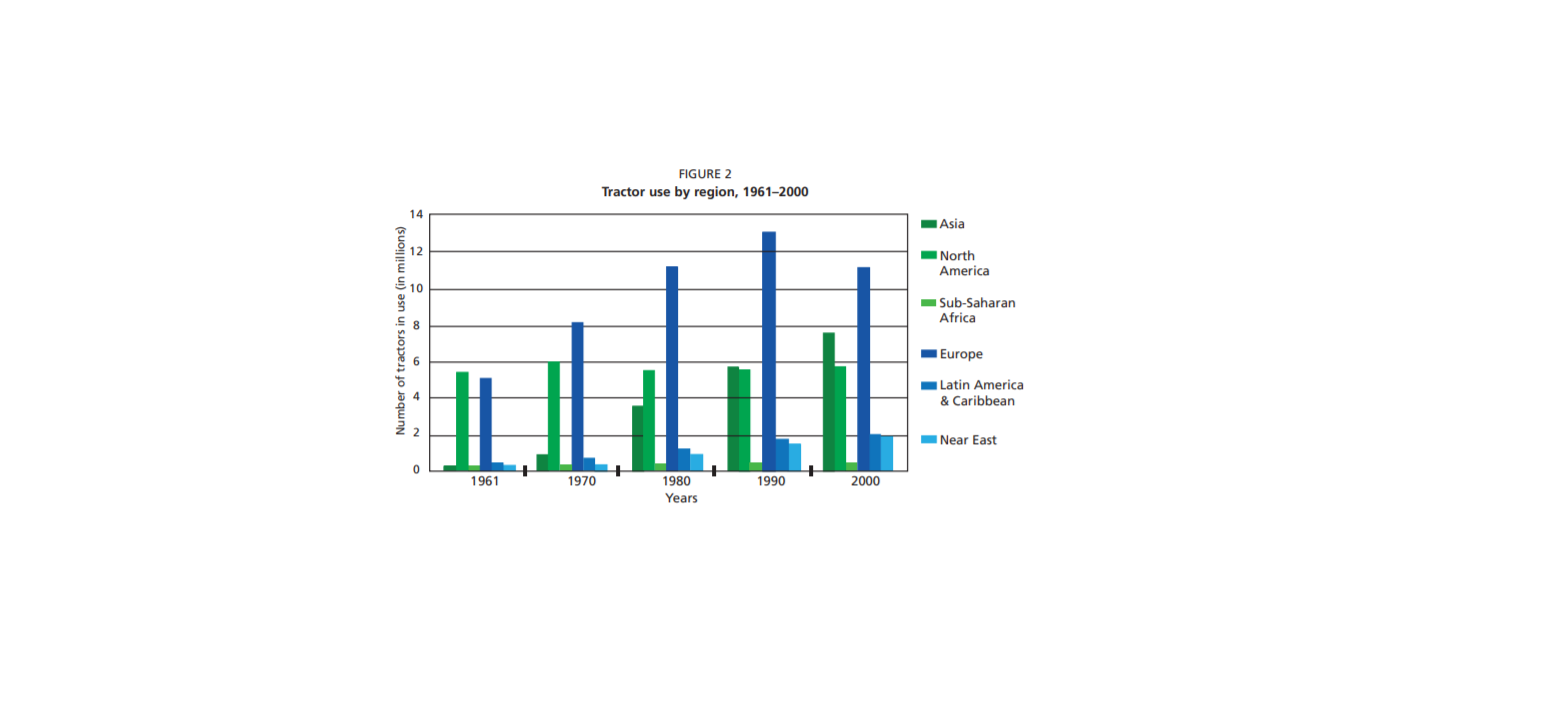 FIGURE 2
Tractor use by region, 1961–2000
Number of tractors in use (in millions)
14
12
10
8
6
4
2
0
1961
1970
1980
1990
2000
Years
Asia
North
America
Sub-Saharan
Africa
Europe
Latin America
& Caribbean
Near East